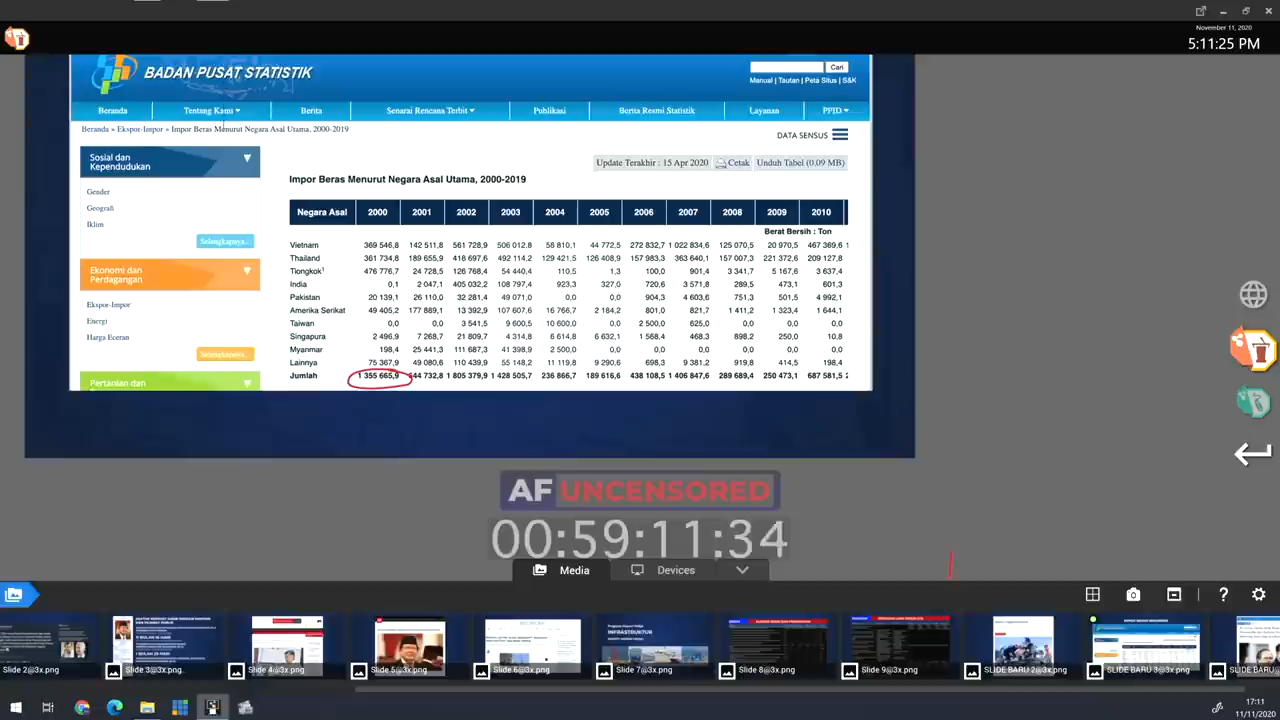 November 11, 2020
5:11:25 PM
BADAN PUSAT STATISTIK
Cari
Manual | Tautan | Peta Situs | S&K
Beranda Tentang Kami Berita Senarai Rencana Terbit Publikasi Berita Resmi Statistik Layanan PPID
Beranda » Ekspor-Impor » Impor Beras Menurut Negara Asal Utama, 2000-2019
DATA SENSUS
Sosial dan
Kependudukan
Gender
Geografi
Iklim
Selengkapnya...
Ekonomi dan
Perdagangan
Ekspor-Impor
Energi
Harga Eceran
Selengkapnya...
Pertanian dan
Update Terakhir : 15 Apr 2020 Cetak Unduh Tabel (0.09 MB)
Impor Beras Menurut Negara Asal Utama, 2000-2019
Negara Asal 2000 2001 2002 2003 2004 2005 2006 2007 2008 2009 2010
Berat Bersih : Ton
Vietnam 369 546,8 142 511,8 561 728,9 506 012,8 58 810,1 44 772,5 272 832,7 1 022 834,6 125 070,5 20 970,5 467 369,6 1
Thailand 361 734,8 189 655,9 418 697,6 492 114,2 129 421,5 126 408,9 157 983,3 363 640,1 157 007,3 221 372,6 209 127,8
Tiongkok¹ 476 776,7 24 728,5 126 768,4 54 440,4 110,5 1,3 100,0 901,4 3 341,7 5 167,6 3 637,4
India 0,1 2 047,1 405 032,2 108 797,4 923,3 327,0 720,6 3 571,8 289,5 473,1 601,3
Pakistan 20 139,1 26 110,0 32 281,4 49 071,0 0,0 0,0 904,3 4 603,6 751,3 501,5 4 992,1
Amerika Serikat 49 405,2 177 889,1 13 392,9 107 607,6 16 766,7 2 184,2 801,0 821,7 1 411,2 1 323,4 1 644,1
Taiwan 0,0 0,0 3 541,5 9 600,5 10 600,0 0,0 2 500,0 625,0 0,0 0,0 0,0
Singapura 2 496,9 7 268,7 21 809,7 4 314,8 6 614,8 6 632,1 1 568,4 468,3 898,2 250,0 10,8
Myanmar 198,4 25 441,3 111 687,3 41 398,9 2 500,0 0,0 0,0 0,0 0,0 0,0 0,0
Lainnya 75 367,9 49 080,6 110 439,9 55 148,2 11 119,8 9 290,6 698,3 9 381,2 919,8 414,5 198,4
Jumlah 1 355 665,9 644 732,8 1 805 379,9 1 428 505,7 236 866,7 189 616,6 438 108,5 1 406 847,6 289 689,4 250 473,1 687 581,5 2
AF UNCENSORED
00:59:11:34
Media Devices
EKSPOR IMPOR INDONESIA
INFRASTRUKTUR
Slide 2@3x.png Slide 3@3x.png Slide 4@3x.png Slide 5@3x.png Slide 6@3x.png Slide 7@3x.png Slide 8@3x.png Slide 9@3x.png SLIDE BARU 2@3x.png SLIDE BARU 3@3x.png SLIDE BARU
17:11
11/11/2020